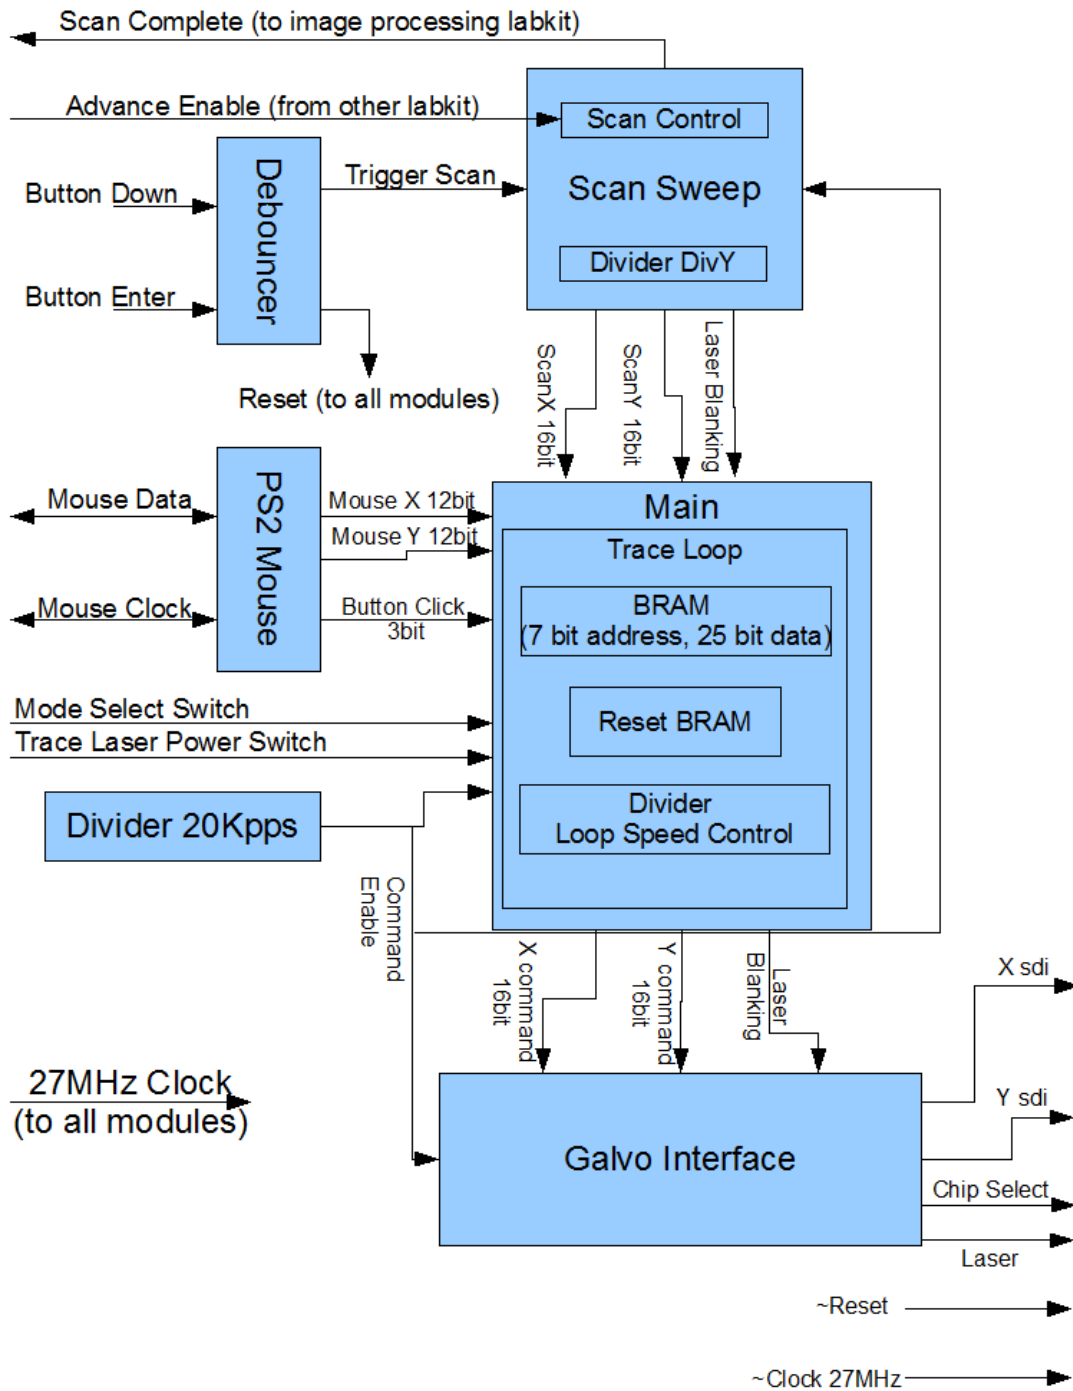 Scan Complete (to image processing labkit)
Advance Enable (from other labkit)
Scan Control
Debouncer
Trigger Scan
Scan Sweep
Button Down
Divider DivY
Button Enter
ScanX 16bit
ScanY 16bit
Laser Blanking
Reset (to all modules)
PS2 Mouse
Mouse Data
Mouse X 12bit
Mouse Y 12bit
Mouse Clock
Button Click
3bit
Main
Trace Loop
BRAM
(7 bit address, 25 bit data)
Reset BRAM
Mode Select Switch
Trace Laser Power Switch
Divider
Loop Speed Control
Divider 20Kpps
Command
Enable
X command
16bit
Y command
16bit
Laser
Blanking
X sdi
27MHz Clock
(to all modules)
Y sdi
Galvo Interface
Chip Select
Laser
~Reset
~Clock 27MHz